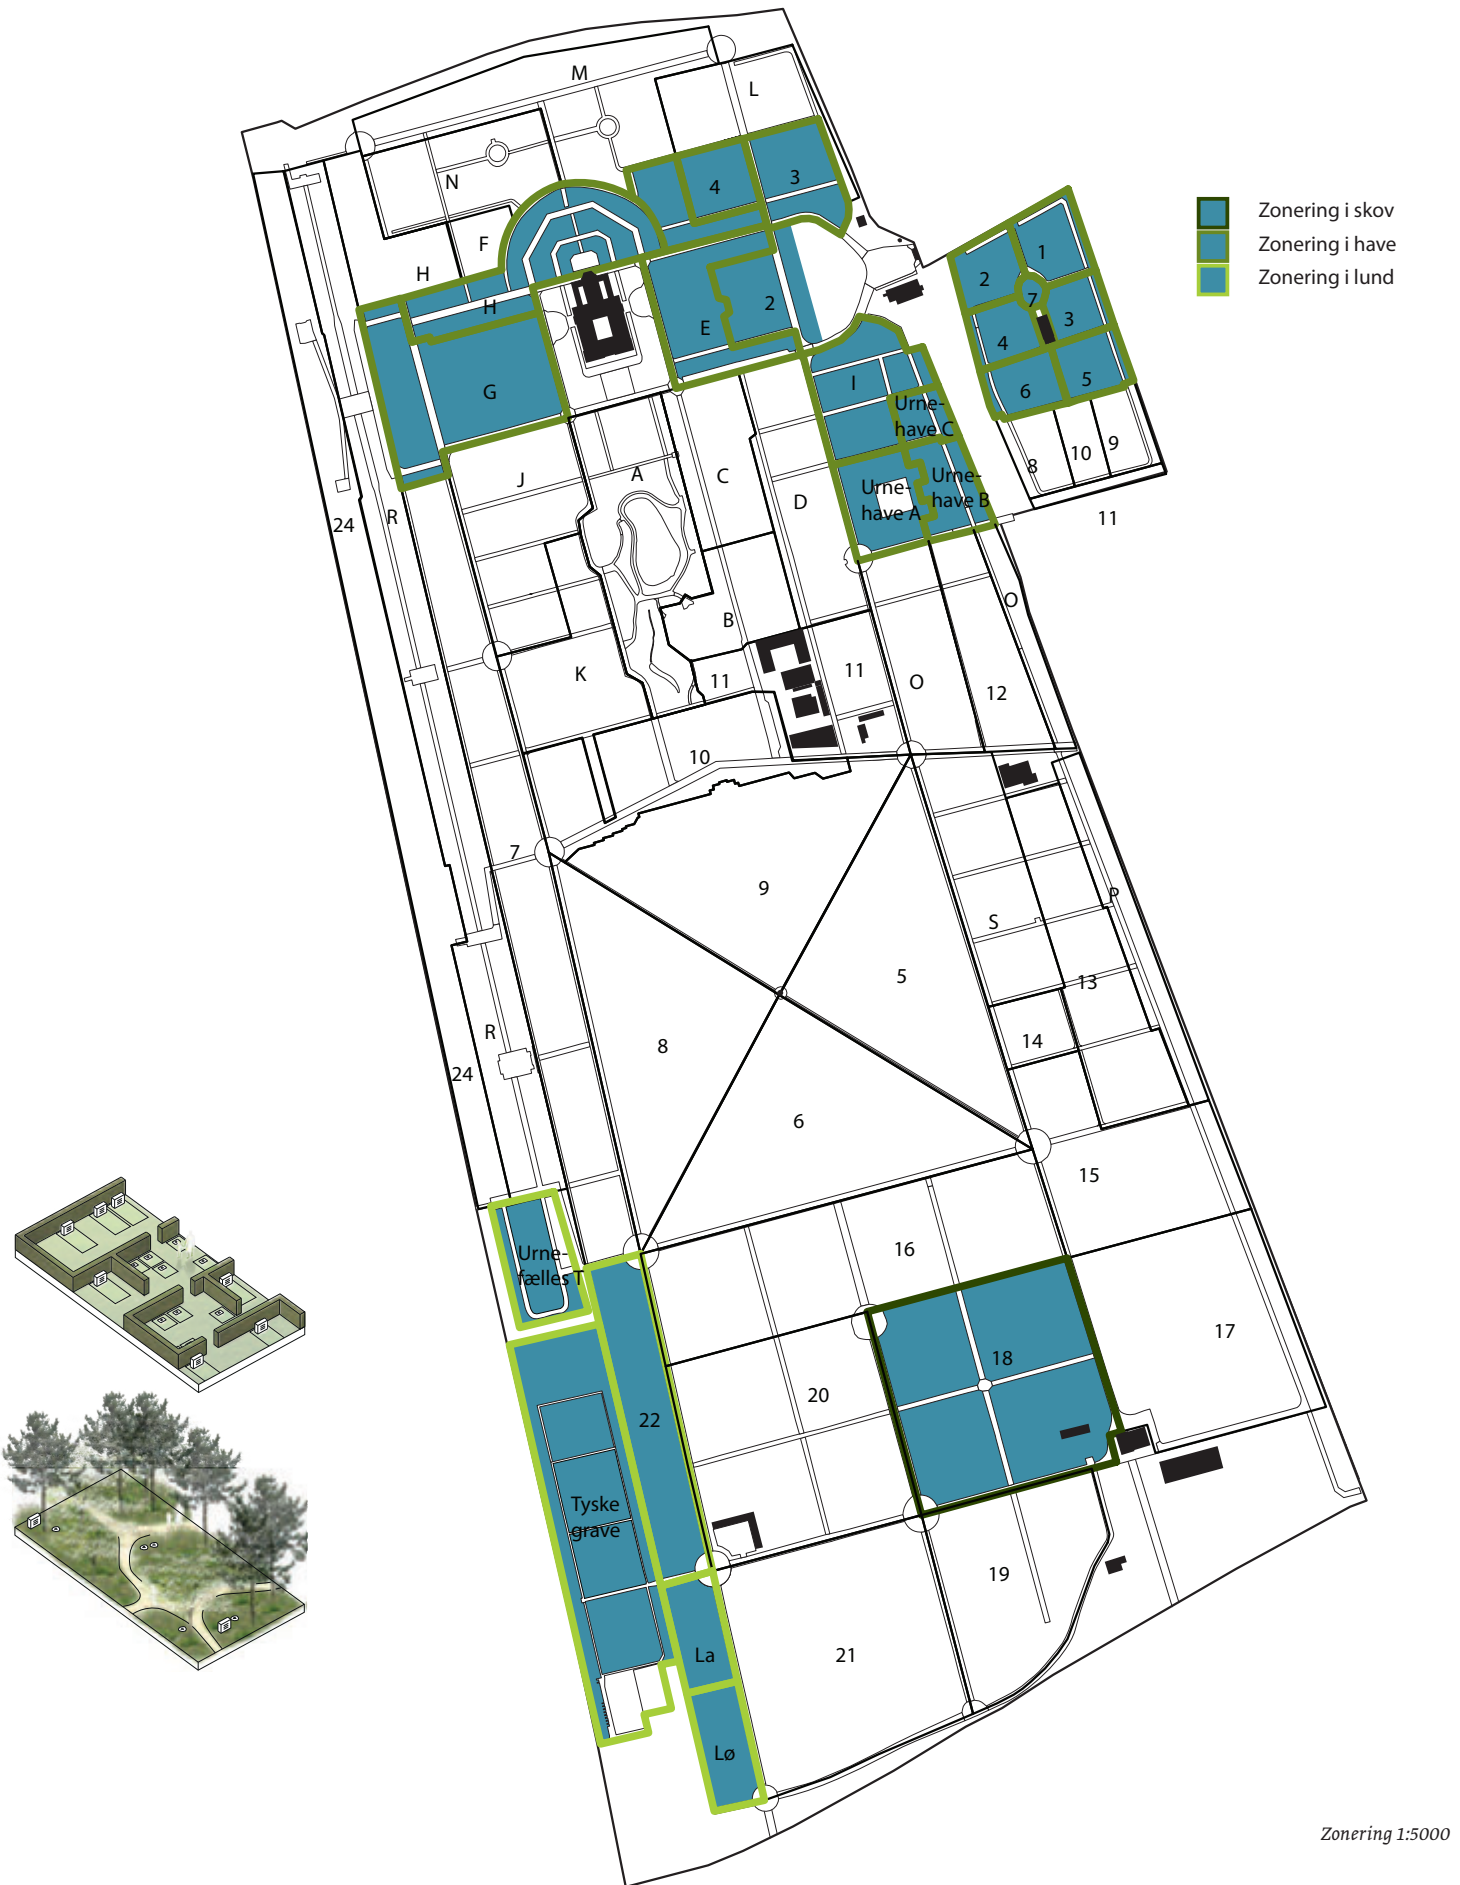 M
L
N
4
3
Zonering i skov
F
Zonering i have
1
H
2
Zonering i lund
7
H
2
3
E
4
I
5
G
6
Urne-
have C
10
9
8
J
A
C
Urne-
have B
Urne-
have A
D
24
R
11
O
B
K
11
11
O
12
10
7
9
P
S
5
13
R
14
8
24
6
15
16
Urne-
fælles T
17
18
20
22
Tyske
grave
19
La
21
Lø
Zonering 1:5000